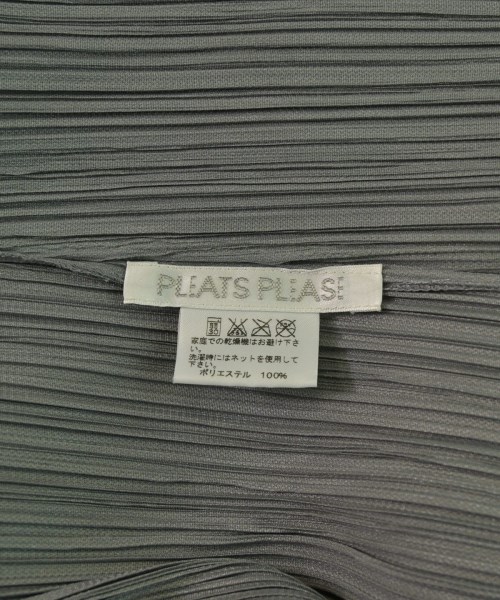 PLEATS PLEASE
家庭での乾燥機はお避け下さ
い。
洗濯時にはネットを使用して
下さい。
ポリエステル 100%